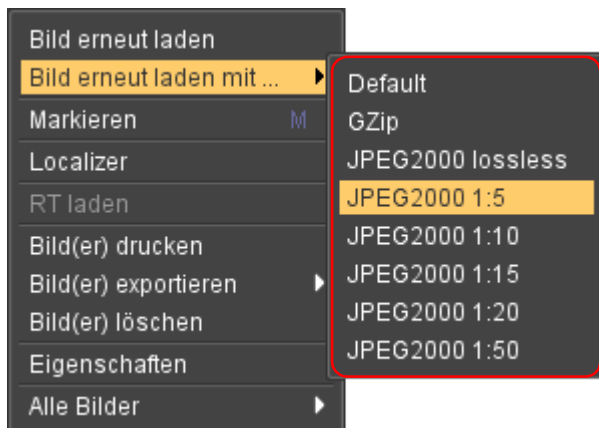 Bild erneut laden
Bild erneut laden mit ...
Markieren M
Localizer
RT laden
Bild(er) drucken
Bild(er) exportieren
Bild(er) löschen
Eigenschaften
Alle Bilder
Default
GZip
JPEG2000 lossless
JPEG2000 1:5
JPEG2000 1:10
JPEG2000 1:15
JPEG2000 1:20
JPEG2000 1:50